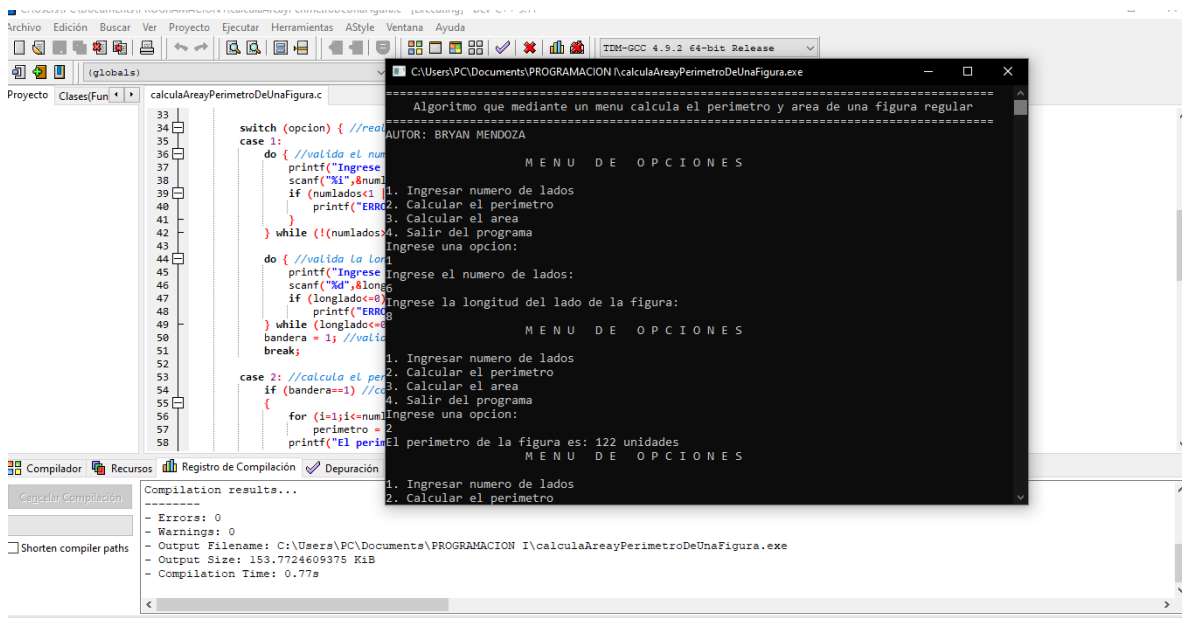 Archivo Edición Buscar Ver Proyecto Ejecutar Herramientas AStyle Ventana Ayuda
TDM-GCC 4.9.2 64-bit Release
(globals)
Proyecto Clases(Fun
calculaAreayPerimetroDeUnaFigura.c
33
34 switch (opcion) { //real
35 case 1:
36 do { //valida el num
37 printf("Ingrese
38 scanf("%i",&numl
39 if (numlados<1 |
40 printf("ERRO
41 }
42 } while (!(numlados>
43
44 do { //valida la lon
45 printf("Ingrese
46 scanf("%d",&long
47 if (longlado<=0)
48 printf("ERRO
49 } while (longlado<=0
50 bandera = 1; //valid
51 break;
52
53 case 2: //calcula el per
54 if (bandera==1) //co
55 {
56 for (i=1;i<=numl
57 perimetro =
58 printf("El perim
C:\Users\PC\Documents\PROGRAMACION I\calculaAreayPerimetroDeUnaFigura.exe
================================================================================
Algoritmo que mediante un menu calcula el perimetro y area de una figura regular
================================================================================
AUTOR: BRYAN MENDOZA
M E N U   D E   O P C I O N E S
1. Ingresar numero de lados
2. Calcular el perimetro
3. Calcular el area
4. Salir del programa
Ingrese una opcion:
1
Ingrese el numero de lados:
6
Ingrese la longitud del lado de la figura:
8
M E N U   D E   O P C I O N E S
1. Ingresar numero de lados
2. Calcular el perimetro
3. Calcular el area
4. Salir del programa
Ingrese una opcion:
2
El perimetro de la figura es: 122 unidades
M E N U   D E   O P C I O N E S
1. Ingresar numero de lados
2. Calcular el perimetro
Compilador Recursos Registro de Compilación Depuración
Cancelar Compilación
Shorten compiler paths
Compilation results...
--------
- Errors: 0
- Warnings: 0
- Output Filename: C:\Users\PC\Documents\PROGRAMACION I\calculaAreayPerimetroDeUnaFigura.exe
- Output Size: 153.7724609375 KiB
- Compilation Time: 0.77s